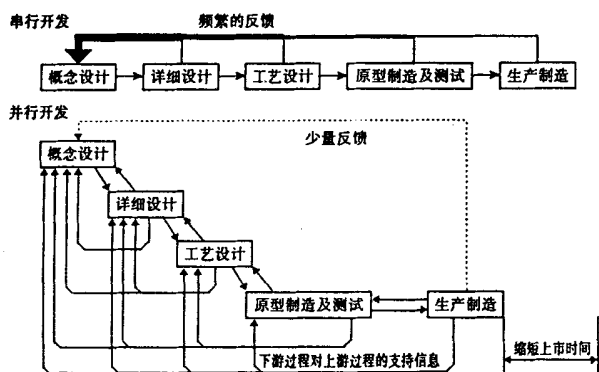 串行开发
频繁的反馈
概念设计
详细设计
工艺设计
原型制造及测试
生产制造
并行开发
少量反馈
概念设计
详细设计
工艺设计
原型制造及测试
生产制造
缩短上市时间
下游过程对上游过程的支持信息